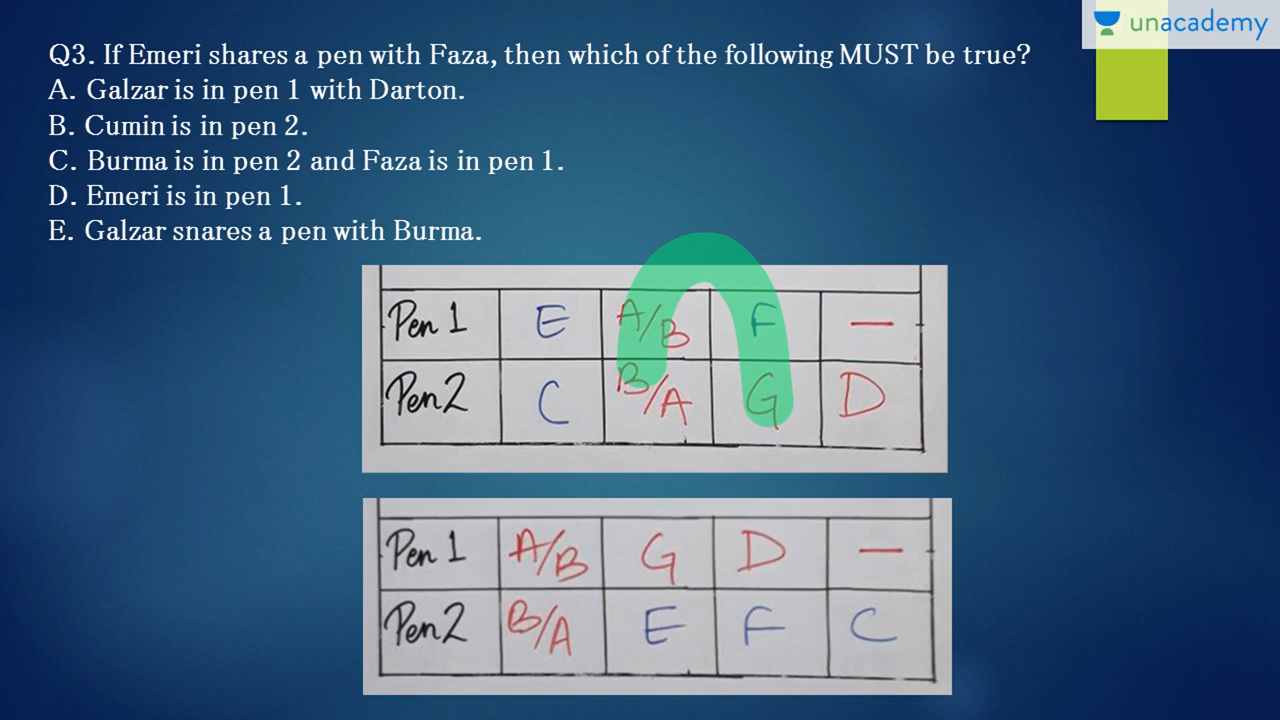 unacademy
Q3. If Emeri shares a pen with Faza, then which of the following MUST be true?
A. Galzar is in pen 1 with Darton.
B. Cumin is in pen 2.
C. Burma is in pen 2 and Faza is in pen 1.
D. Emeri is in pen 1.
E. Galzar snares a pen with Burma.
Pen 1 E A/B F —
Pen 2 C B/A G D
Pen 1 A/B G D —
Pen 2 B/A E F C